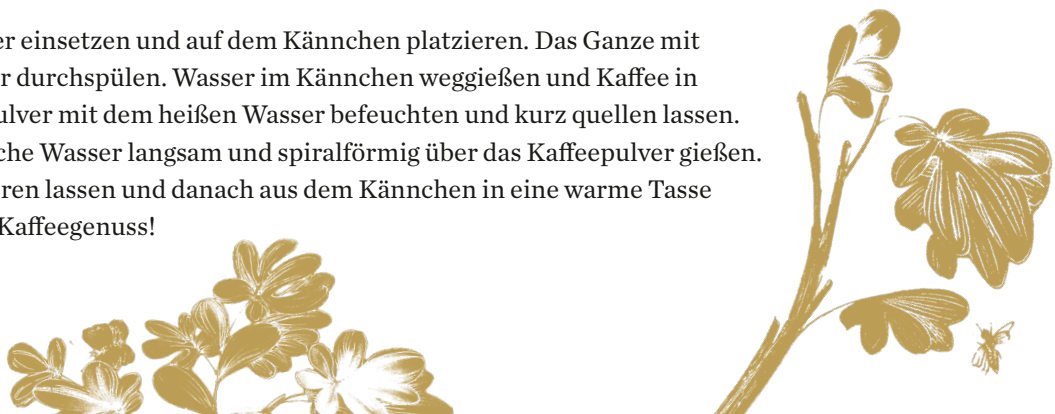 er einsetzen und auf dem Kännchen platzieren. Das Ganze mit
r durchspülen. Wasser im Kännchen weggießen und Kaffee in
ulver mit dem heißen Wasser befeuchten und kurz quellen lassen.
che Wasser langsam und spiralförmig über das Kaffeepulver gießen.
ren lassen und danach aus dem Kännchen in eine warme Tasse
Kaffeegenuss!